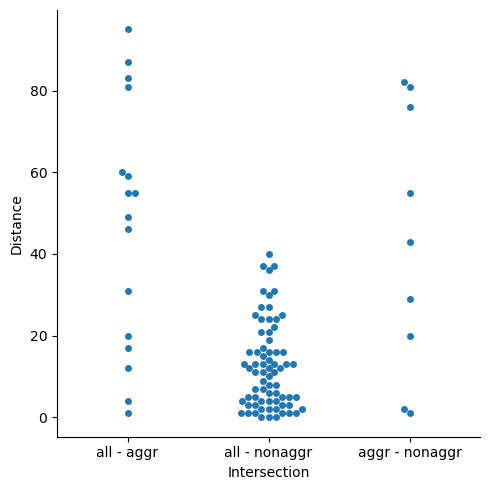 80
60
40
20
0
Distance
all - aggr
all - nonaggr
aggr - nonaggr
Intersection